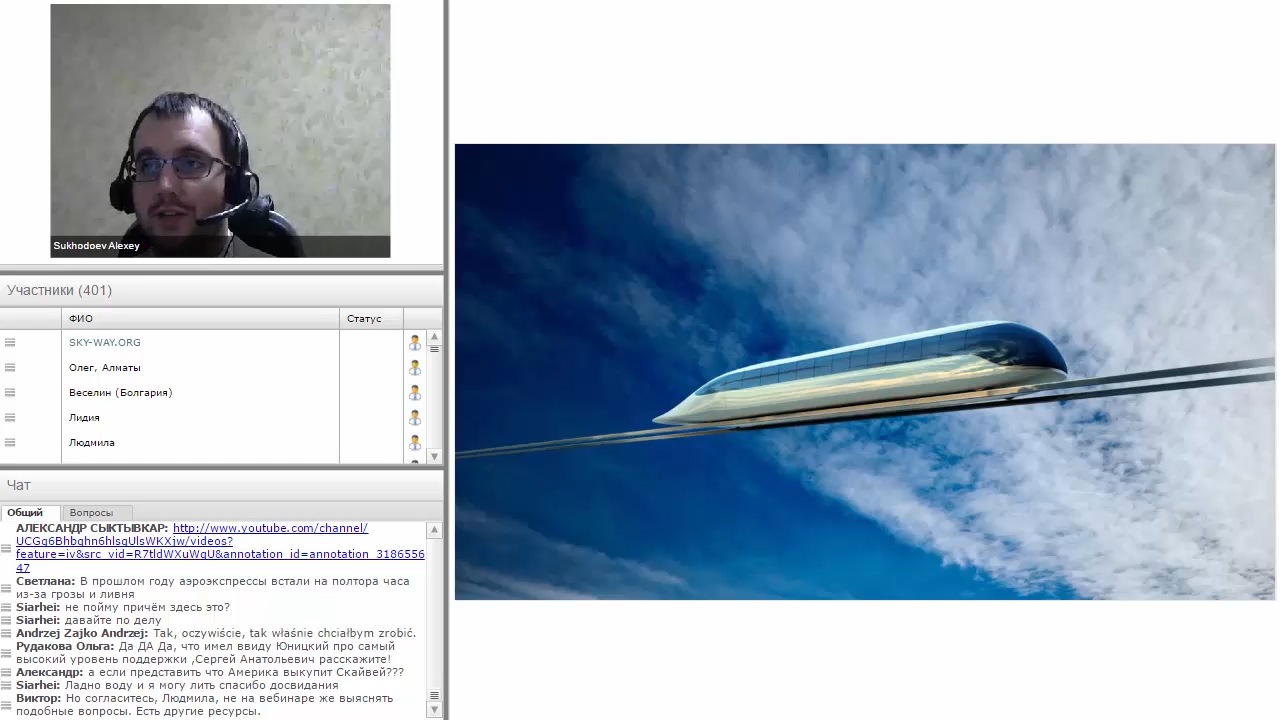 Sukhodoev Alexey
Участники (401)
ФИО
Статус
SKY-WAY.ORG
Олег, Алматы
Веселин (Болгария)
Лидия
Людмила
Чат
Общий
Вопросы
АЛЕКСАНДР СЫКТЫВКАР: http://www.youtube.com/channel/
UCGg6Bhbghn6hlsqUlsWKXjw/videos?
feature=iv&src_vid=R7tldWXuWqU&annotation_id=annotation_3186556
47
Светлана: В прошлом году аэроэкспрессы встали на полтора часа
из-за грозы и ливня
Siarhei: не пойму причём здесь это?
Siarhei: давайте по делу
Andrzej Zajko Andrzej: Tak, oczywiście, tak właśnie chciałbym zrobić.
Рудакова Ольга: Да ДА Да, что имел ввиду Юницкий про самый
высокий уровень поддержки ,Сергей Анатольевич расскажите!
Александр: а если представить что Америка выкупит Скайвей???
Siarhei: Ладно воду и я могу лить спасибо досвидания
Виктор: Но согласитесь, Людмила, не на вебинаре же выяснять
подобные вопросы. Есть другие ресурсы.